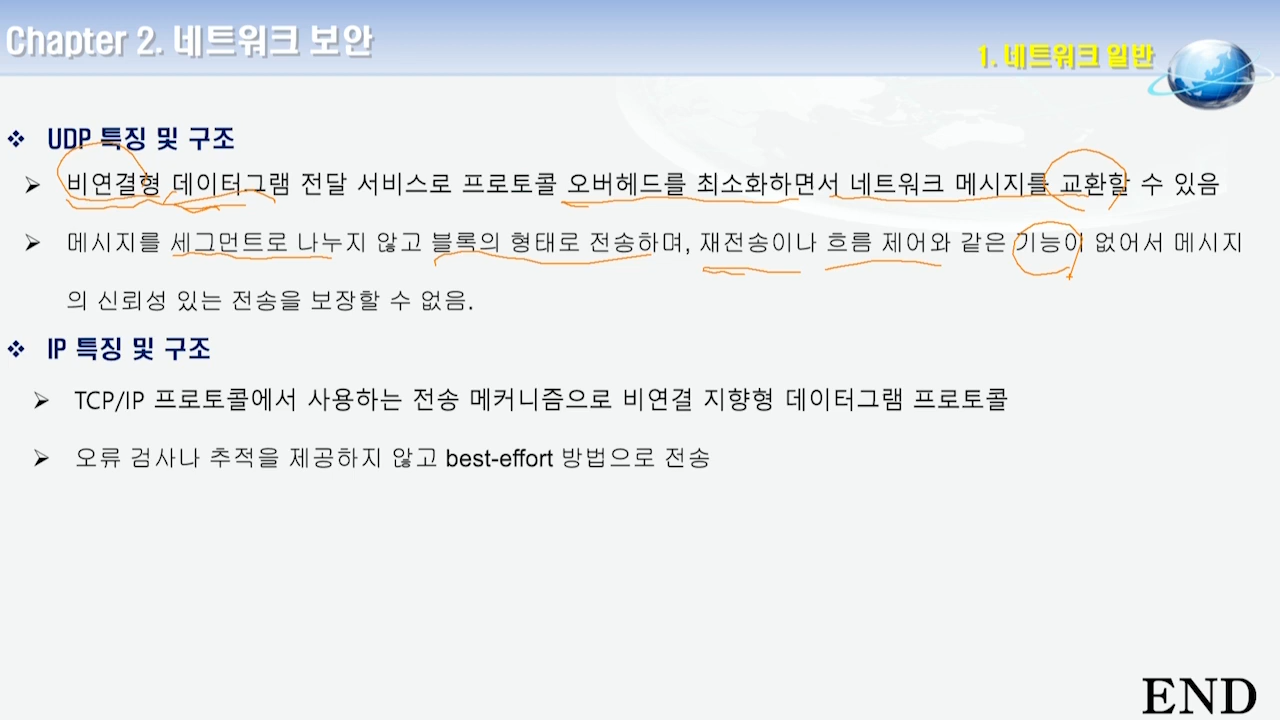 Chapter 2. 네트워크 보안
1. 네트워크 일반
❖ UDP 특징 및 구조
➢ 비연결형 데이터그램 전달 서비스로 프로토콜 오버헤드를 최소화하면서 네트워크 메시지를 교환할 수 있음
➢ 메시지를 세그먼트로 나누지 않고 블록의 형태로 전송하며, 재전송이나 흐름 제어와 같은 기능이 없어서 메시지
의 신뢰성 있는 전송을 보장할 수 없음.
❖ IP 특징 및 구조
➢ TCP/IP 프로토콜에서 사용하는 전송 메커니즘으로 비연결 지향형 데이터그램 프로토콜
➢ 오류 검사나 추적을 제공하지 않고 best-effort 방법으로 전송
END